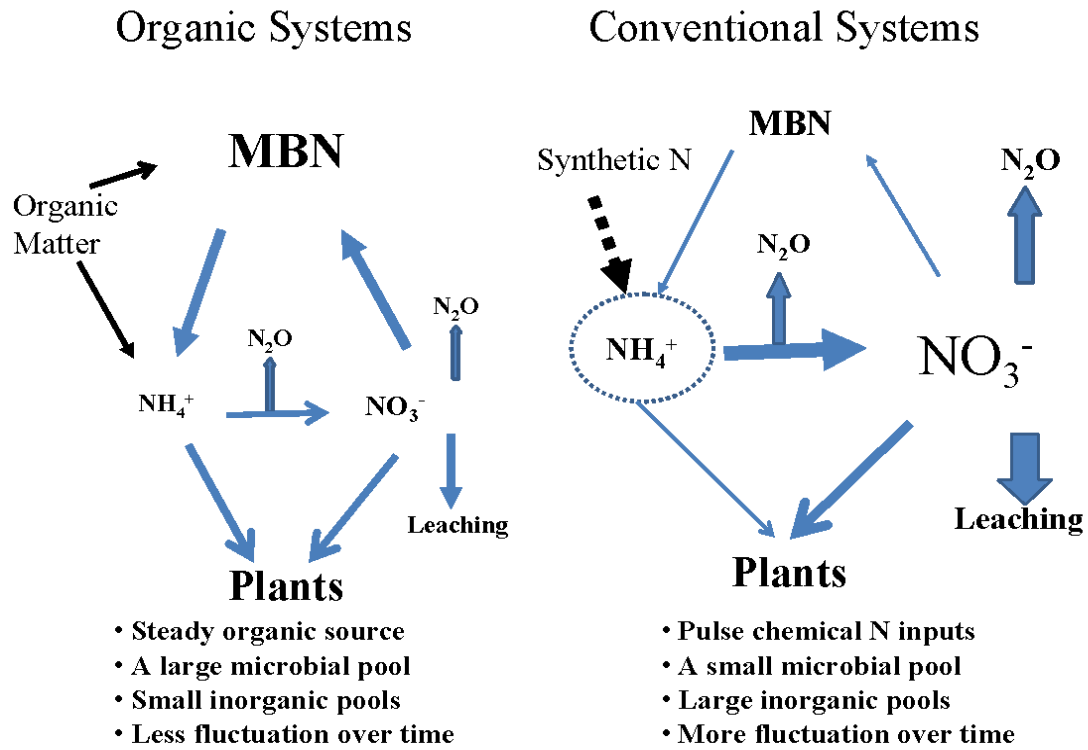 Organic Systems
MBN
Organic
Matter
N₂O
N₂O
NH₄⁺
NO₃⁻
Leaching
Plants
• Steady organic source
• A large microbial pool
• Small inorganic pools
• Less fluctuation over time
Conventional Systems
MBN
Synthetic N
N₂O
N₂O
NH₄⁺
NO₃⁻
Leaching
Plants
• Pulse chemical N inputs
• A small microbial pool
• Large inorganic pools
• More fluctuation over time